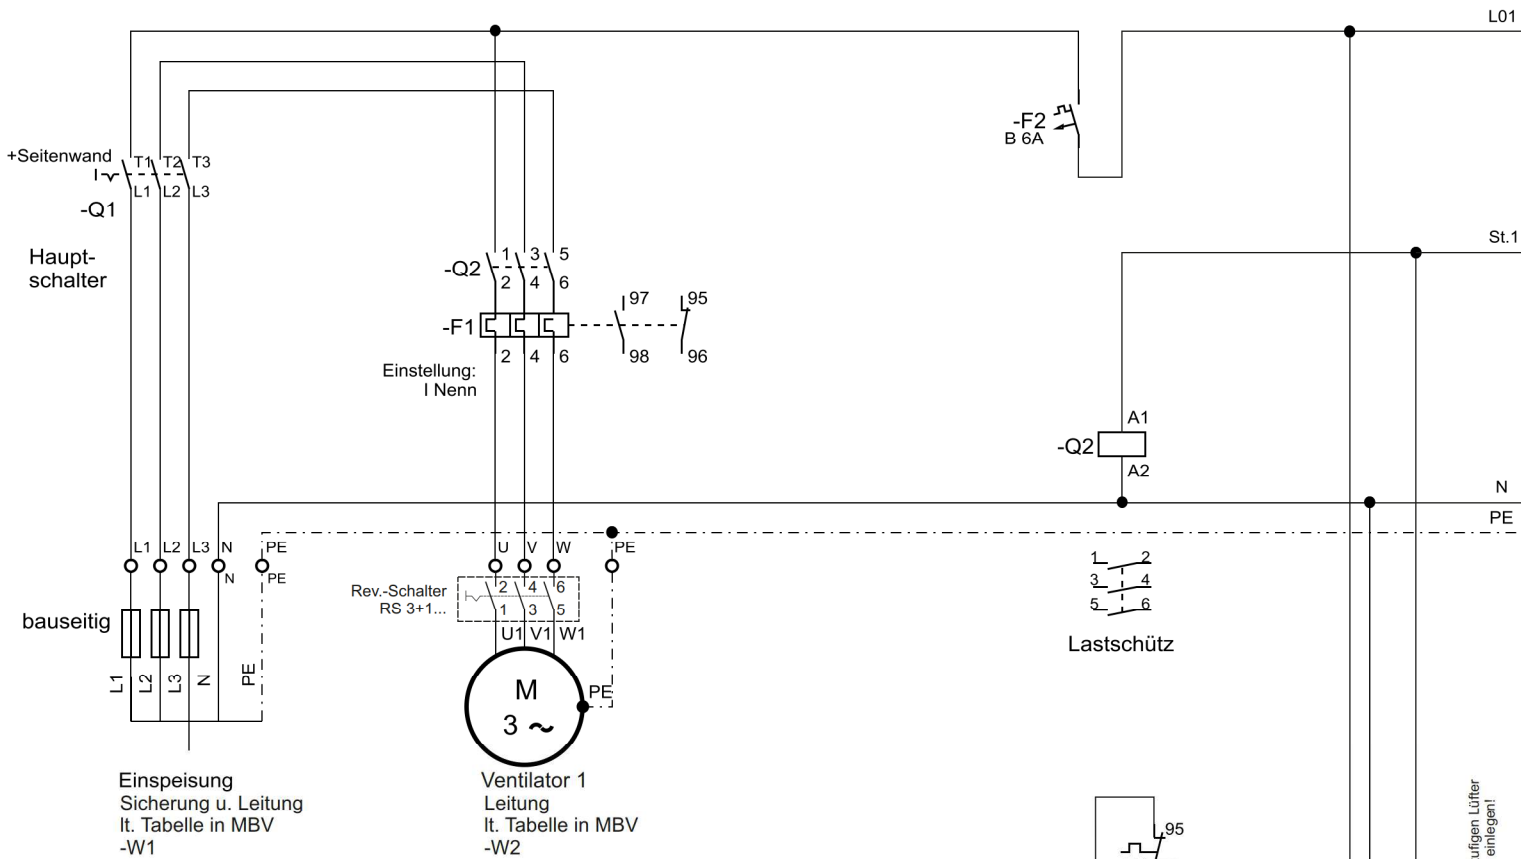 L01
-F2
B 6A
+Seitenwand
T1 T2 T3
L1 L2 L3
-Q1
Haupt-
schalter
St.1
1 3 5
-Q2
2 4 6
97 95
-F1
2 4 6 98 96
Einstellung:
I Nenn
A1
-Q2
A2
N
PE
L1 L2 L3 N PE
N PE
U V W PE
Rev.-Schalter
RS 3+1...
2 4 6
1 3 5
U1 V1 W1
bauseitig
L1 L2 L3 N PE
M
3 ~
PE
1 2
3 4
5 6
Lastschütz
Einspeisung
Sicherung u. Leitung
lt. Tabelle in MBV
-W1
Ventilator 1
Leitung
lt. Tabelle in MBV
-W2
95
ufigen Lüfter
einlegen!